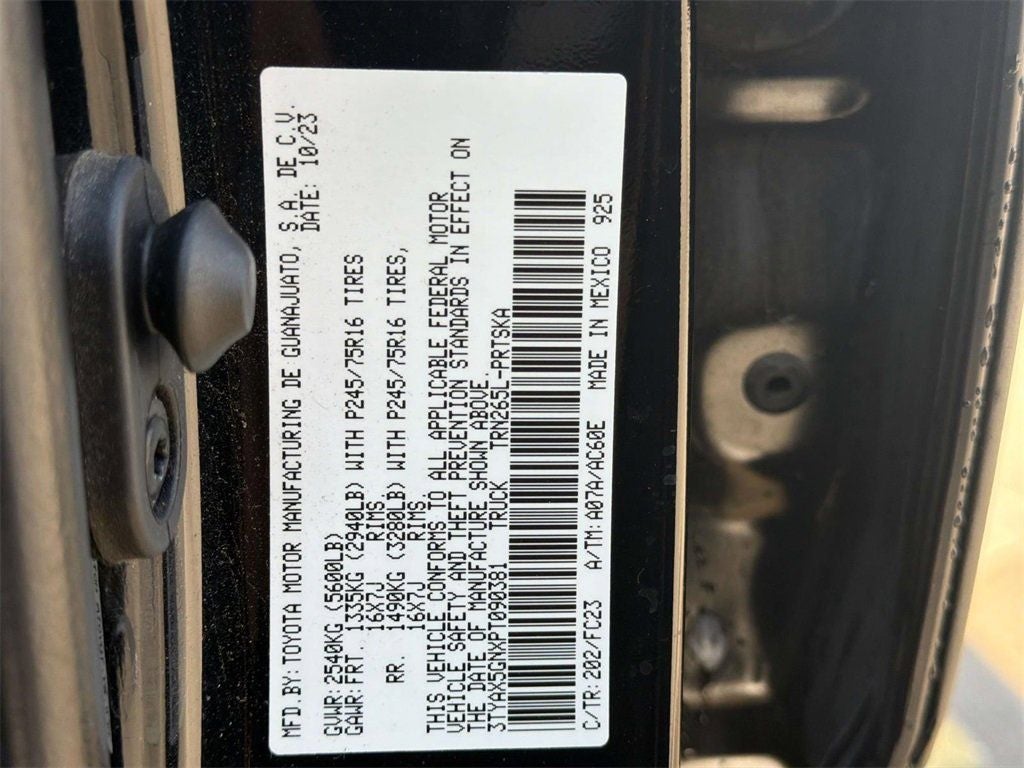 MFD.BY: TOYOTA MOTOR MANUFACTURING DE GUANAJUATO, S.A. DE C.V.
DATE: 10/23
GVWR: 2540KG (5600LB)
GAWR: FRT. 1335KG (2940LB) WITH P245/75R16 TIRES
16X7J RIMS
RR. 1490KG (3280LB) WITH P245/75R16 TIRES,
16X7J RIMS
THIS VEHICLE CONFORMS TO ALL APPLICABLE FEDERAL MOTOR
VEHICLE SAFETY AND THEFT PREVENTION STANDARDS IN EFFECT ON
THE DATE OF MANUFACTURE SHOWN ABOVE.
3TYAX5GNXPT090381 TRUCK TRN265L-PRTSKA
C/TR: 202/FC23 A/TM: A07A/AC60E MADE IN MEXICO 925